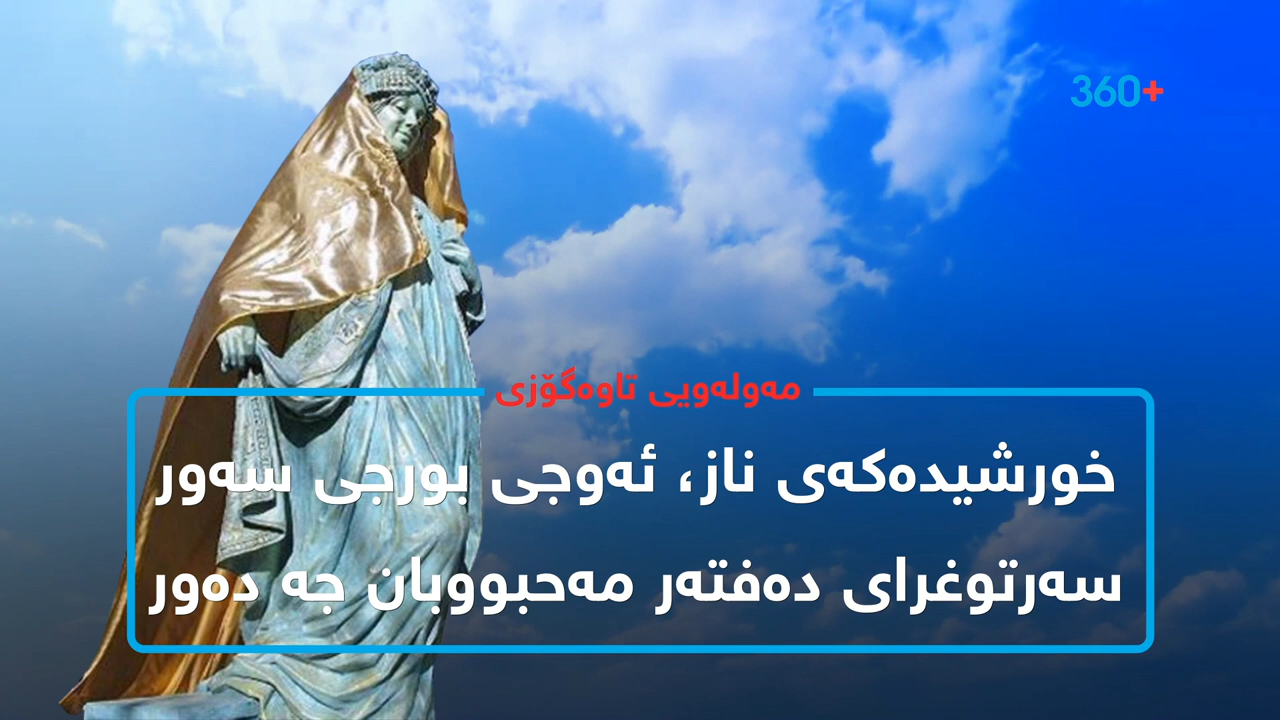 360+
مەولەویی تاوەگۆزی
خورشیدەکەی ناز، ئەوجی بورجی سەور
سەرتوغرای دەفتەر مەحبووبان جە دەور